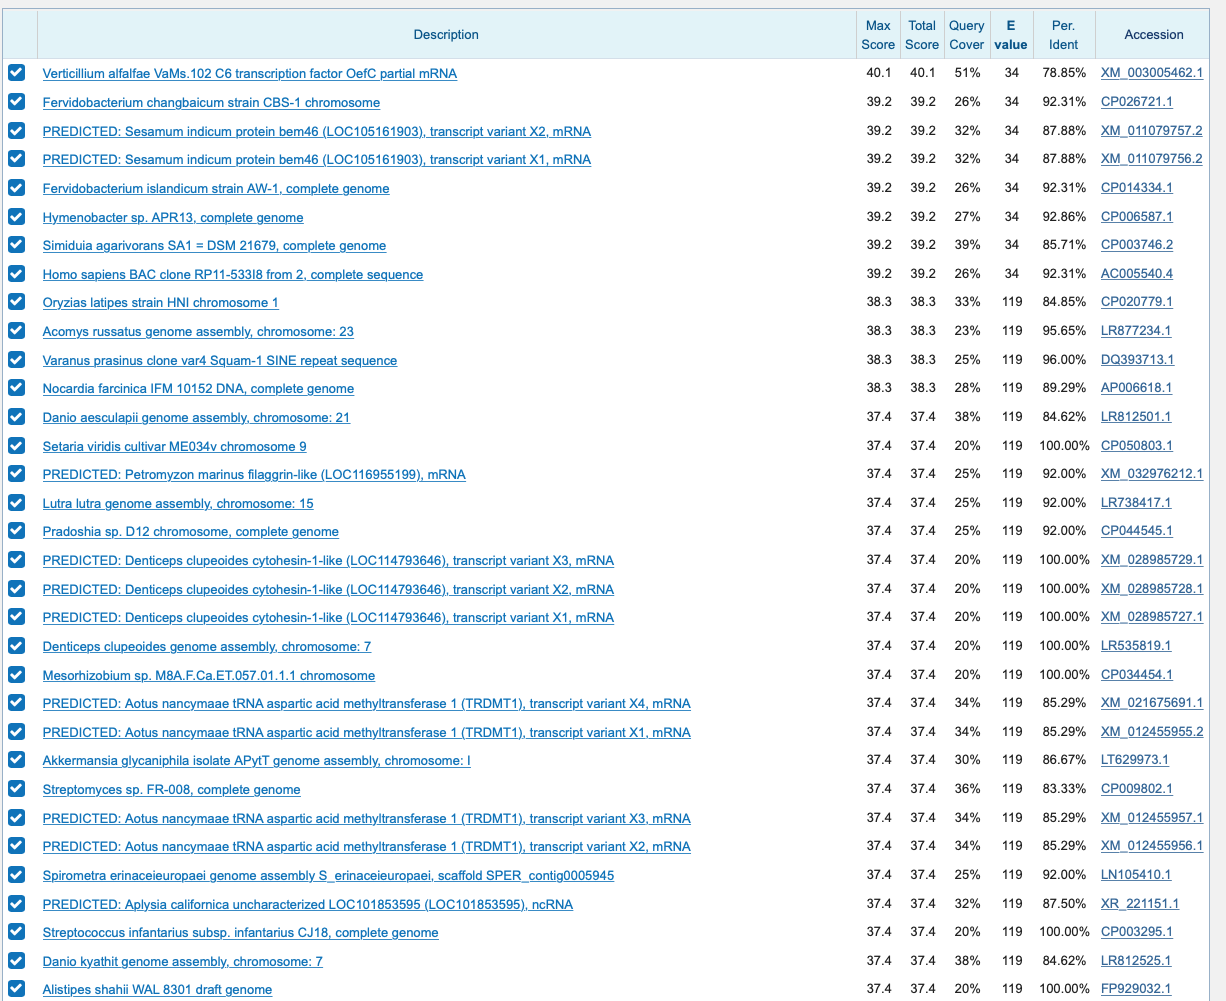 Description Max Score Total Score Query Cover E value Per. Ident Accession
Verticillium alfalfae VaMs.102 C6 transcription factor OefC partial mRNA 40.1 40.1 51% 34 78.85% XM_003005462.1
Fervidobacterium changbaicum strain CBS-1 chromosome 39.2 39.2 26% 34 92.31% CP026721.1
PREDICTED: Sesamum indicum protein bem46 (LOC105161903), transcript variant X2, mRNA 39.2 39.2 32% 34 87.88% XM_011079757.2
PREDICTED: Sesamum indicum protein bem46 (LOC105161903), transcript variant X1, mRNA 39.2 39.2 32% 34 87.88% XM_011079756.2
Fervidobacterium islandicum strain AW-1, complete genome 39.2 39.2 26% 34 92.31% CP014334.1
Hymenobacter sp. APR13, complete genome 39.2 39.2 27% 34 92.86% CP006587.1
Simiduia agarivorans SA1 = DSM 21679, complete genome 39.2 39.2 39% 34 85.71% CP003746.2
Homo sapiens BAC clone RP11-533I8 from 2, complete sequence 39.2 39.2 26% 34 92.31% AC005540.4
Oryzias latipes strain HNI chromosome 1 38.3 38.3 33% 119 84.85% CP020779.1
Acomys russatus genome assembly, chromosome: 23 38.3 38.3 23% 119 95.65% LR877234.1
Varanus prasinus clone var4 Squam-1 SINE repeat sequence 38.3 38.3 25% 119 96.00% DQ393713.1
Nocardia farcinica IFM 10152 DNA, complete genome 38.3 38.3 28% 119 89.29% AP006618.1
Danio aesculapii genome assembly, chromosome: 21 37.4 37.4 38% 119 84.62% LR812501.1
Setaria viridis cultivar ME034v chromosome 9 37.4 37.4 20% 119 100.00% CP050803.1
PREDICTED: Petromyzon marinus filaggrin-like (LOC116955199), mRNA 37.4 37.4 25% 119 92.00% XM_032976212.1
Lutra lutra genome assembly, chromosome: 15 37.4 37.4 25% 119 92.00% LR738417.1
Pradoshia sp. D12 chromosome, complete genome 37.4 37.4 25% 119 92.00% CP044545.1
PREDICTED: Denticeps clupeoides cytohesin-1-like (LOC114793646), transcript variant X3, mRNA 37.4 37.4 20% 119 100.00% XM_028985729.1
PREDICTED: Denticeps clupeoides cytohesin-1-like (LOC114793646), transcript variant X2, mRNA 37.4 37.4 20% 119 100.00% XM_028985728.1
PREDICTED: Denticeps clupeoides cytohesin-1-like (LOC114793646), transcript variant X1, mRNA 37.4 37.4 20% 119 100.00% XM_028985727.1
Denticeps clupeoides genome assembly, chromosome: 7 37.4 37.4 20% 119 100.00% LR535819.1
Mesorhizobium sp. M8A.F.Ca.ET.057.01.1.1 chromosome 37.4 37.4 20% 119 100.00% CP034454.1
PREDICTED: Aotus nancymaae tRNA aspartic acid methyltransferase 1 (TRDMT1), transcript variant X4, mRNA 37.4 37.4 34% 119 85.29% XM_021675691.1
PREDICTED: Aotus nancymaae tRNA aspartic acid methyltransferase 1 (TRDMT1), transcript variant X1, mRNA 37.4 37.4 34% 119 85.29% XM_012455955.2
Akkermansia glycaniphila isolate APytT genome assembly, chromosome: I 37.4 37.4 30% 119 86.67% LT629973.1
Streptomyces sp. FR-008, complete genome 37.4 37.4 36% 119 83.33% CP009802.1
PREDICTED: Aotus nancymaae tRNA aspartic acid methyltransferase 1 (TRDMT1), transcript variant X3, mRNA 37.4 37.4 34% 119 85.29% XM_012455957.1
PREDICTED: Aotus nancymaae tRNA aspartic acid methyltransferase 1 (TRDMT1), transcript variant X2, mRNA 37.4 37.4 34% 119 85.29% XM_012455956.1
Spirometra erinaceieuropaei genome assembly S_erinaceieuropaei, scaffold SPER_contig0005945 37.4 37.4 25% 119 92.00% LN105410.1
PREDICTED: Aplysia californica uncharacterized LOC101853595 (LOC101853595), ncRNA 37.4 37.4 32% 119 87.50% XR_221151.1
Streptococcus infantarius subsp. infantarius CJ18, complete genome 37.4 37.4 20% 119 100.00% CP003295.1
Danio kyathit genome assembly, chromosome: 7 37.4 37.4 38% 119 84.62% LR812525.1
Alistipes shahii WAL 8301 draft genome 37.4 37.4 20% 119 100.00% FP929032.1